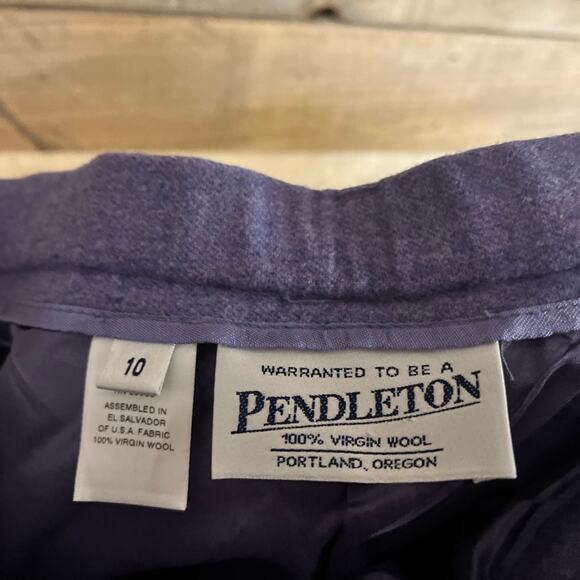 10
ASSEMBLED IN
EL SALVADOR
OF U.S.A. FABRIC
100% VIRGIN WOOL
WARRANTED TO BE A
PENDLETON
100% VIRGIN WOOL
PORTLAND, OREGON